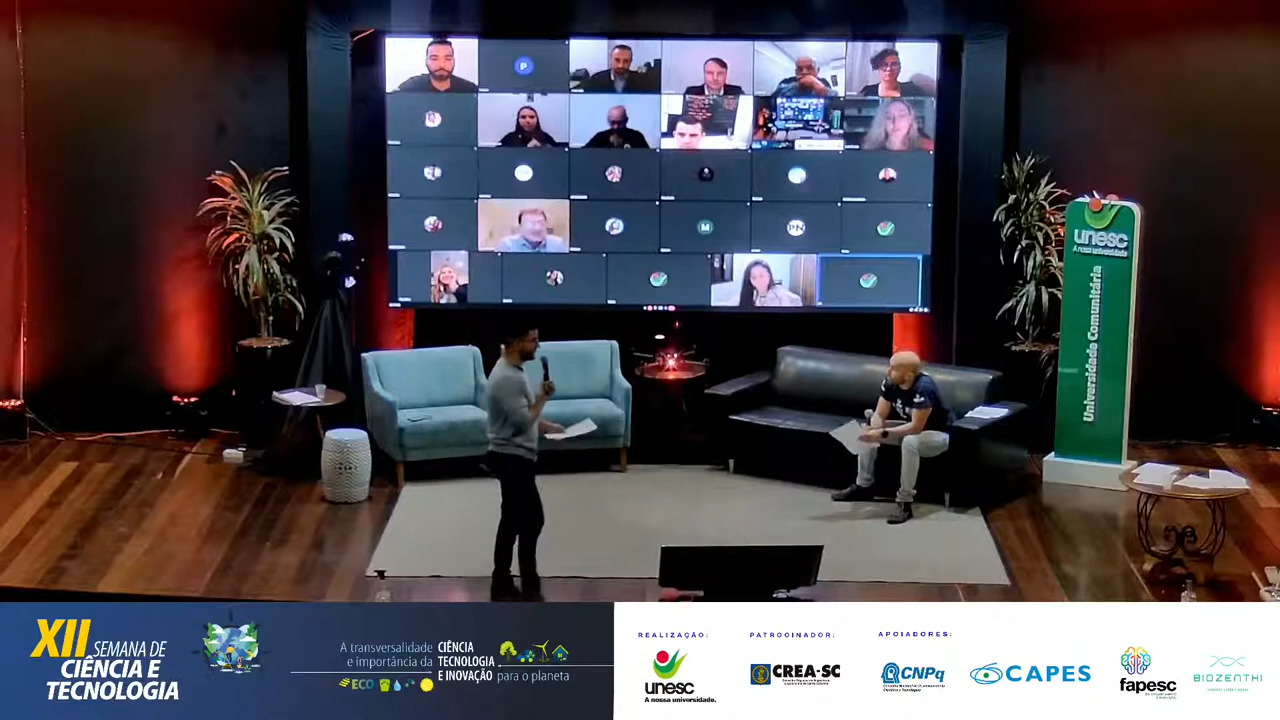 P
M
PN
unesc
A nossa universidade
Universidade Comunitária
XII SEMANA DE
CIÊNCIA E
TECNOLOGIA
A transversalidade
e importância da
CIÊNCIA
TECNOLOGIA
E INOVAÇÃO
para o planeta
ECO
REALIZAÇÃO:
unesc
A nossa universidade.
PATROCINADOR:
CREA-SC
APOIADORES:
CNPq
CAPES
fapesc
BIOZENTHI